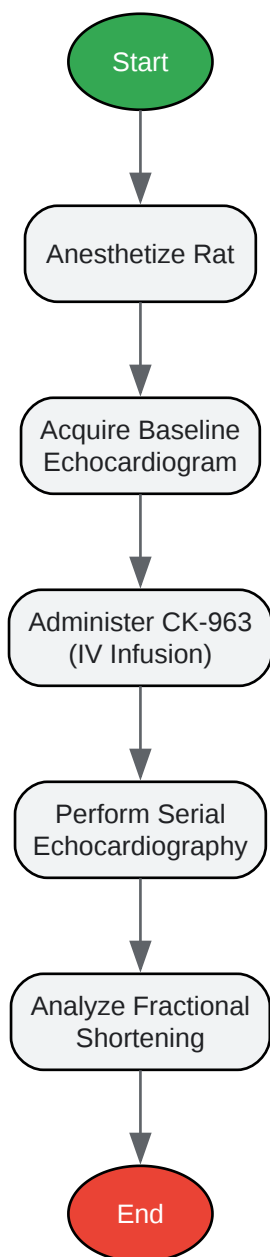 Start
Anesthetize Rat
Acquire Baseline
Echocardiogram
Administer CK-963
(IV Infusion)
Perform Serial
Echocardiography
Analyze Fractional
Shortening
End